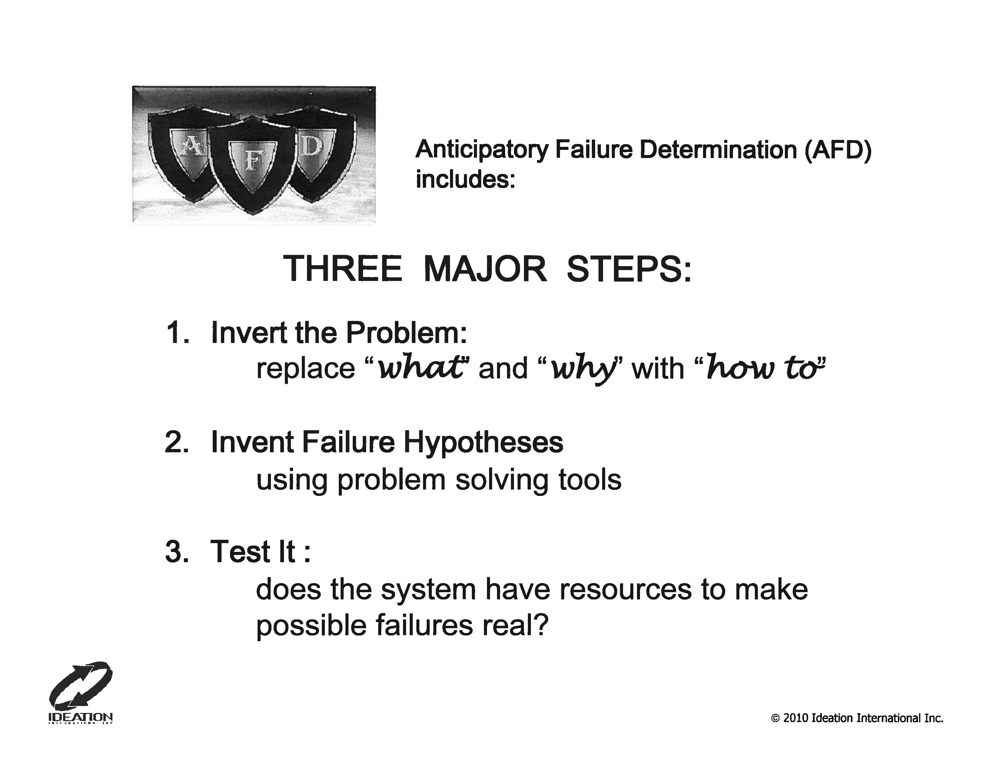 A F D
Anticipatory Failure Determination (AFD)
includes:
THREE MAJOR STEPS:
1. Invert the Problem:
replace “what” and “why” with “how to”
2. Invent Failure Hypotheses
using problem solving tools
3. Test It :
does the system have resources to make
possible failures real?
IDEATION
© 2010 Ideation International Inc.